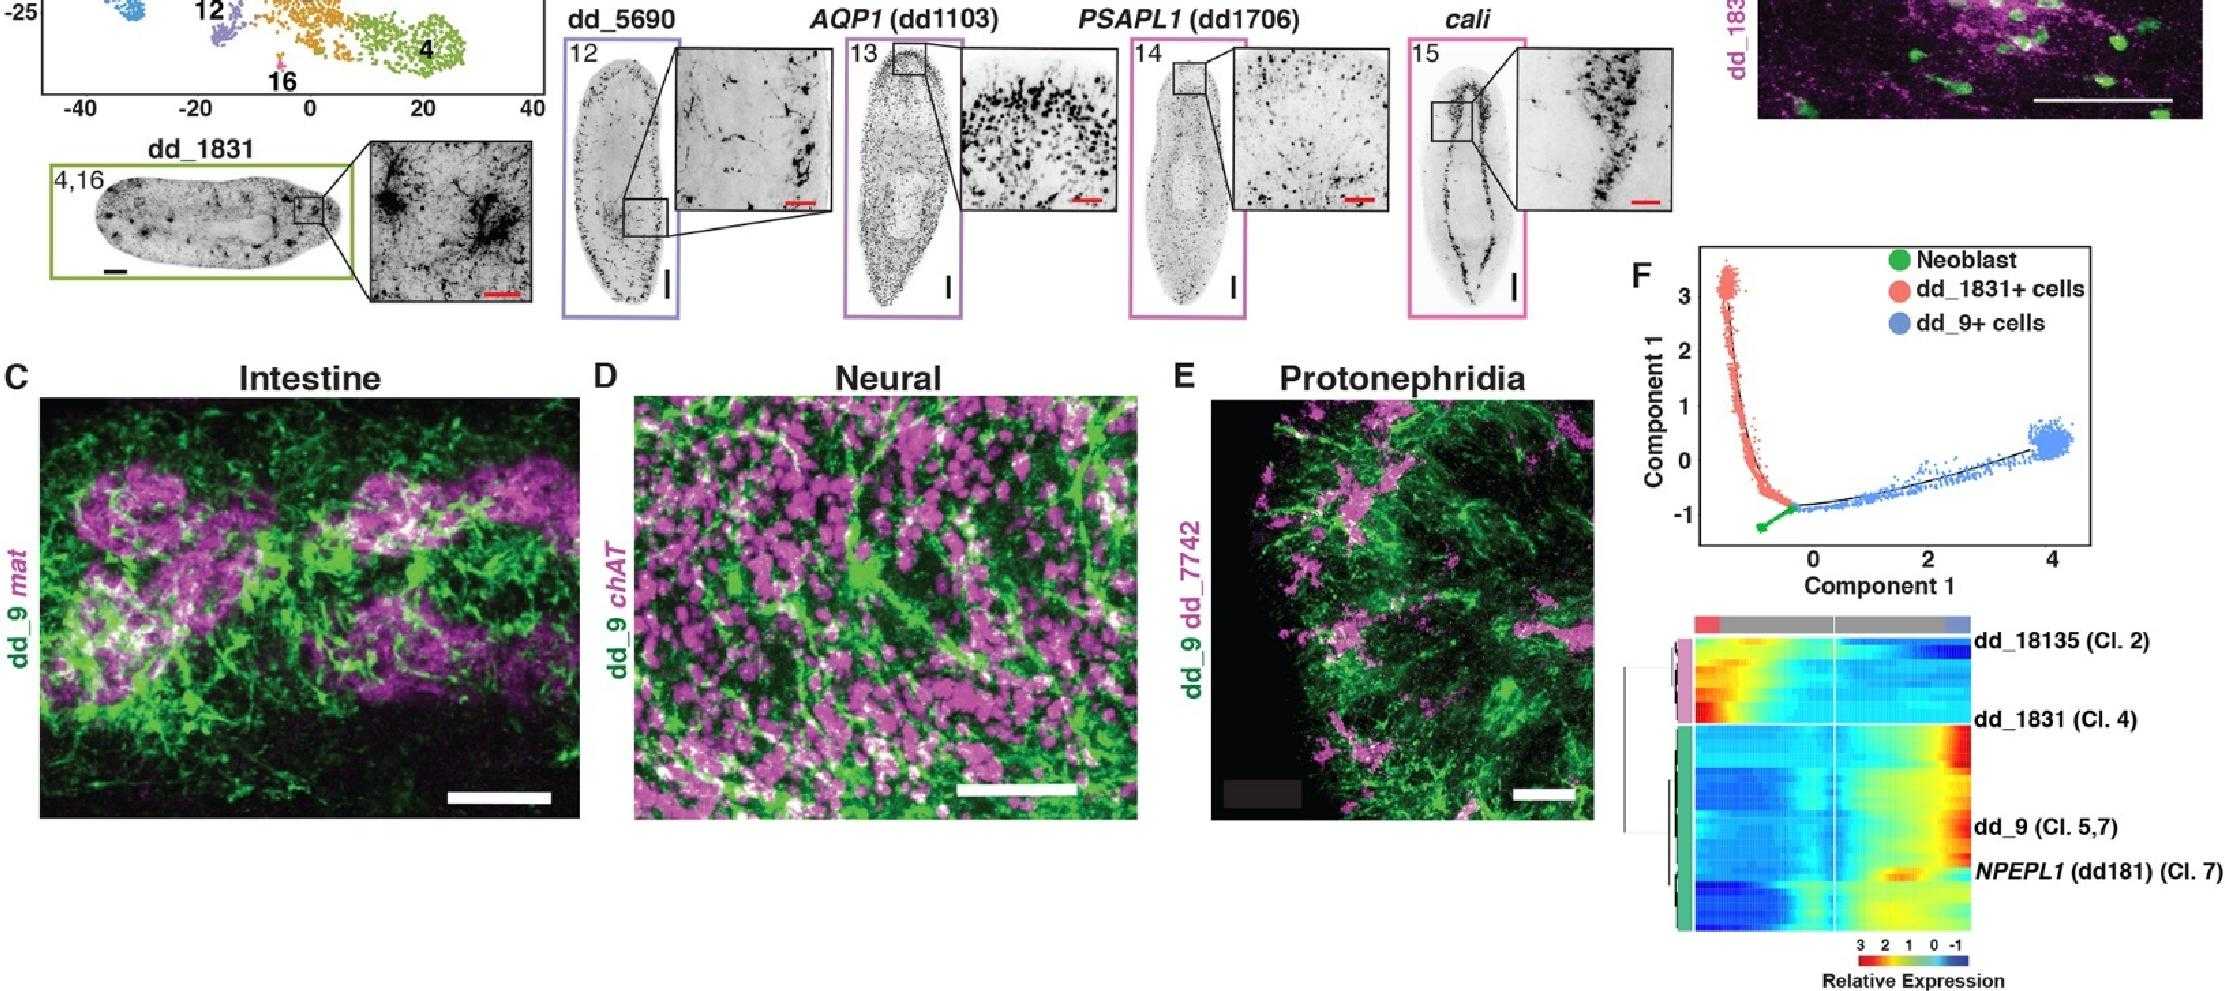 -25
12
4
16
-40
-20
0
20
40
dd_1831
4,16
dd_5690
12
AQP1 (dd1103)
13
PSAPL1 (dd1706)
14
cali
15
dd_183
C
Intestine
dd_9 mat
D
Neural
dd_9 chAT
E
Protonephridia
dd_9 dd_7742
F
Neoblast
dd_1831+ cells
dd_9+ cells
Component 1
3
2
1
0
-1
0
2
4
Component 1
dd_18135 (Cl. 2)
dd_1831 (Cl. 4)
dd_9 (Cl. 5,7)
NPEPL1 (dd181) (Cl. 7)
3 2 1 0 -1
Relative Expression